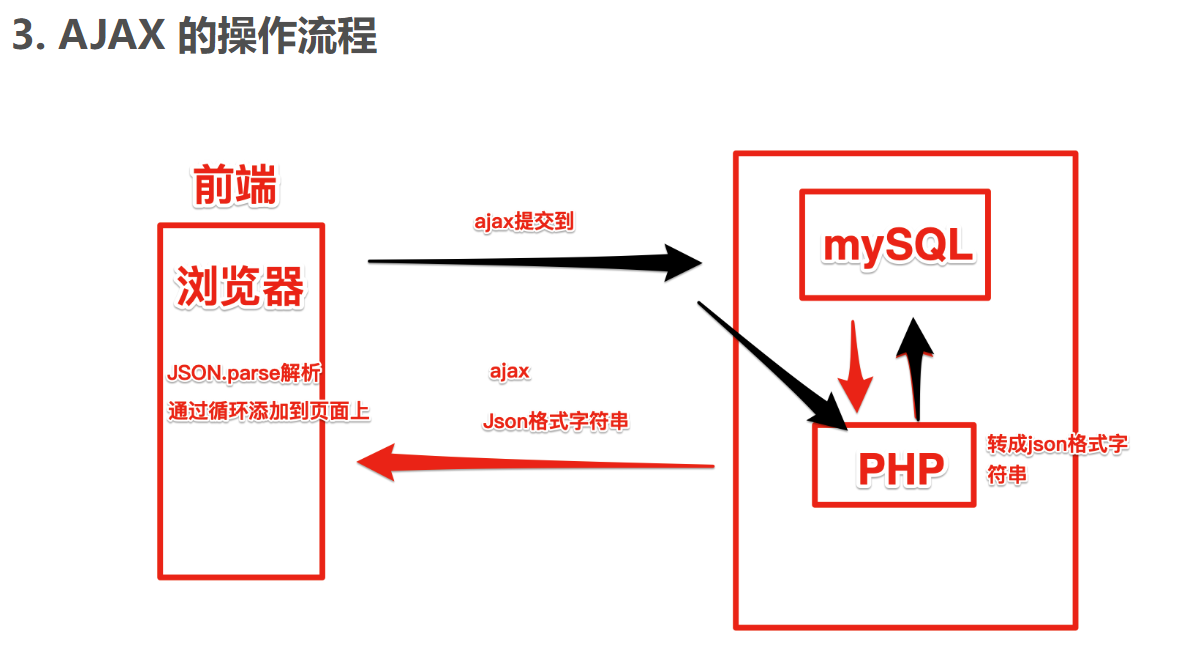 3. AJAX 的操作流程
前端
浏览器
JSON.parse解析
通过循环添加到页面上
ajax提交到
ajax
Json格式字符串
mySQL
PHP
转成json格式字
符串